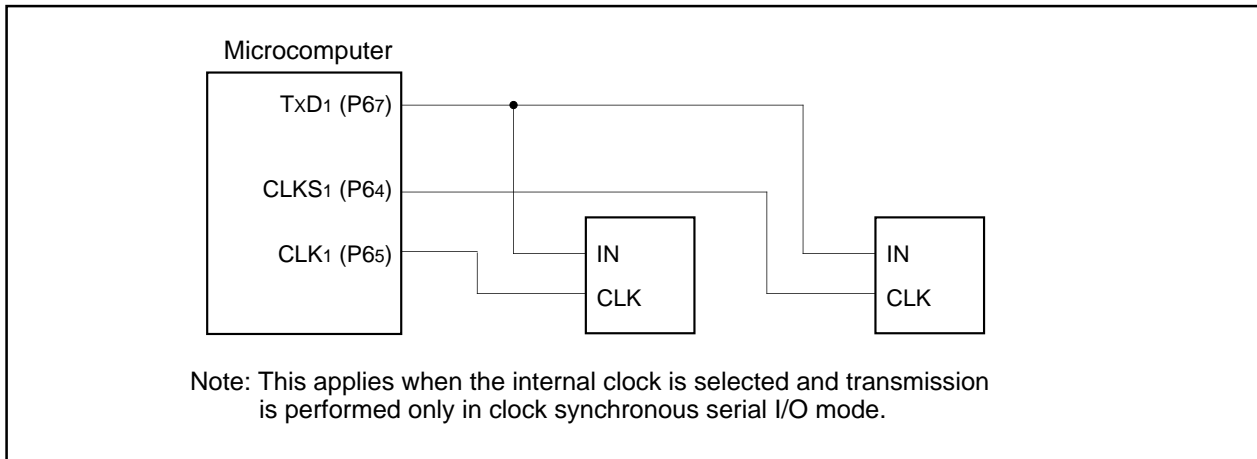 Microcomputer
TxD1 (P67)
CLKS1 (P64)
CLK1 (P65)
IN
CLK
IN
CLK
Note: This applies when the internal clock is selected and transmission
is performed only in clock synchronous serial I/O mode.